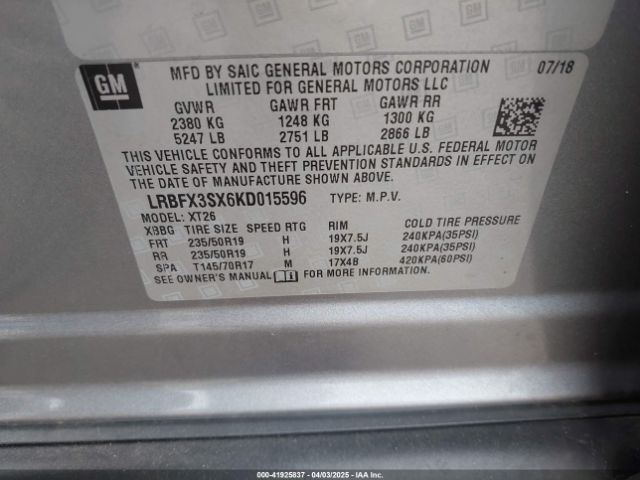 GM
MFD BY SAIC GENERAL MOTORS CORPORATION 07/18
LIMITED FOR GENERAL MOTORS LLC
GVWR GAWR FRT GAWR RR
2380 KG 1248 KG 1300 KG
5247 LB 2751 LB 2866 LB
THIS VEHICLE CONFORMS TO ALL APPLICABLE U.S. FEDERAL MOTOR
VEHICLE SAFETY AND THEFT PREVENTION STANDARDS IN EFFECT ON
THE DATE OF MANUFACTURE SHOWN ABOVE.
LRBFX3SX6KD015596 TYPE: M.P.V.
MODEL: XT26
XBBG TIRE SIZE SPEED RTG RIM COLD TIRE PRESSURE
FRT 235/50R19 H 19X7.5J 240KPA(35PSI)
RR 235/50R19 H 19X7.5J 240KPA(35PSI)
SPA T145/70R17 M 17X4B 420KPA(60PSI)
SEE OWNER'S MANUAL FOR MORE INFORMATION.
000-41925837 - 04/03/2025 - IAAI.COM